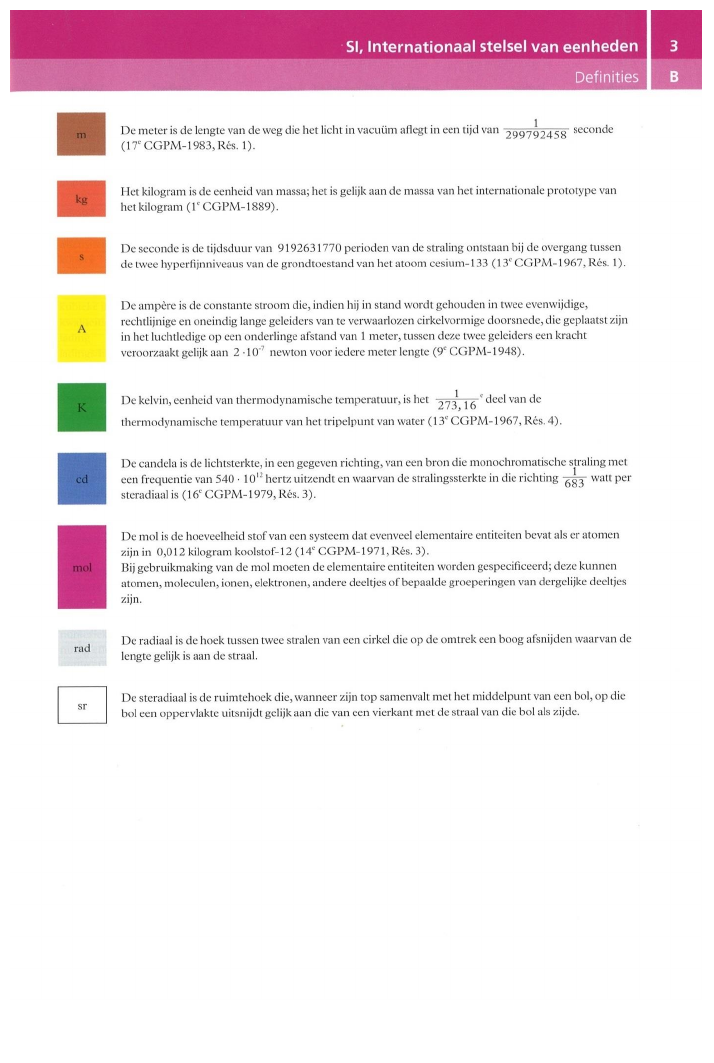 SI, Internationaal stelsel van eenheden 3
Definities B
m
De meter is de lengte van de weg die het licht in vacuüm aflegt in een tijd van 1/299792458 seconde
(17e CGPM-1983, Rés. 1).
kg
Het kilogram is de eenheid van massa; het is gelijk aan de massa van het internationale prototype van
het kilogram (1e CGPM-1889).
s
De seconde is de tijdsduur van 9192631770 perioden van de straling ontstaan bij de overgang tussen
de twee hyperfijnniveaus van de grondtoestand van het atoom cesium-133 (13e CGPM-1967, Rés. 1).
A
De ampère is de constante stroom die, indien hij in stand wordt gehouden in twee evenwijdige,
rechtlijnige en oneindig lange geleiders van te verwaarlozen cirkelvormige doorsnede, die geplaatst zijn
in het luchtledige op een onderlinge afstand van 1 meter, tussen deze twee geleiders een kracht
veroorzaakt gelijk aan 2 · 10⁻⁷ newton voor iedere meter lengte (9e CGPM-1948).
K
De kelvin, eenheid van thermodynamische temperatuur, is het 1/273,16 e deel van de
thermodynamische temperatuur van het tripelpunt van water (13e CGPM-1967, Rés. 4).
cd
De candela is de lichtsterkte, in een gegeven richting, van een bron die monochromatische straling met
een frequentie van 540 · 10¹² hertz uitzendt en waarvan de stralingssterkte in die richting 1/683 watt per
steradiaal is (16e CGPM-1979, Rés. 3).
mol
De mol is de hoeveelheid stof van een systeem dat evenveel elementaire entiteiten bevat als er atomen
zijn in 0,012 kilogram koolstof-12 (14e CGPM-1971, Rés. 3).
Bij gebruikmaking van de mol moeten de elementaire entiteiten worden gespecificeerd; deze kunnen
atomen, moleculen, ionen, elektronen, andere deeltjes of bepaalde groeperingen van dergelijke deeltjes
zijn.
rad
De radiaal is de hoek tussen twee stralen van een cirkel die op de omtrek een boog afsnijden waarvan de
lengte gelijk is aan de straal.
sr
De steradiaal is de ruimtehoek die, wanneer zijn top samenvalt met het middelpunt van een bol, op die
bol een oppervlakte uitsnijdt gelijk aan die van een vierkant met de straal van die bol als zijde.